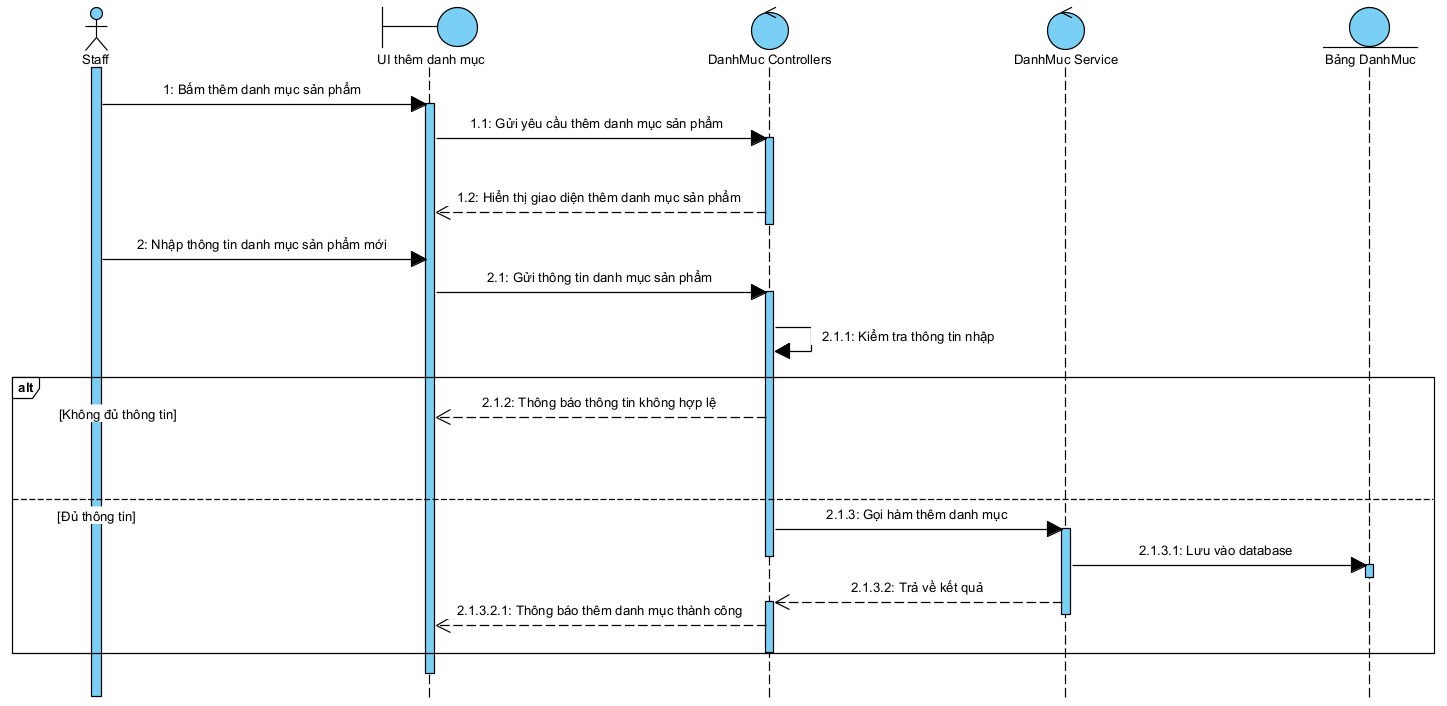 Staff
UI thêm danh mục
DanhMuc Controllers
DanhMuc Service
Bảng DanhMuc
1: Bấm thêm danh mục sản phẩm
1.1: Gửi yêu cầu thêm danh mục sản phẩm
1.2: Hiển thị giao diện thêm danh mục sản phẩm
2: Nhập thông tin danh mục sản phẩm mới
2.1: Gửi thông tin danh mục sản phẩm
2.1.1: Kiểm tra thông tin nhập
alt
2.1.2: Thông báo thông tin không hợp lệ
[Không đủ thông tin]
[Đủ thông tin]
2.1.3: Gọi hàm thêm danh mục
2.1.3.1: Lưu vào database
2.1.3.2: Trả về kết quả
2.1.3.2.1: Thông báo thêm danh mục thành công